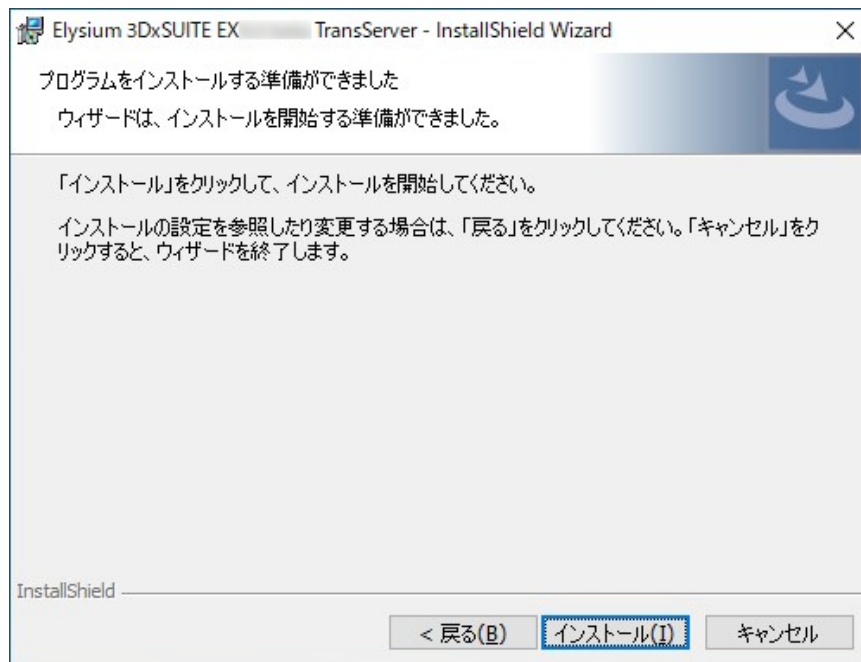 Elysium 3DxSUITE EX TransServer - InstallShield Wizard
プログラムをインストールする準備ができました
ウィザードは、インストールを開始する準備ができました。
「インストール」をクリックして、インストールを開始してください。
インストールの設定を参照したり変更する場合は、「戻る」をクリックしてください。「キャンセル」をク
リックすると、ウィザードを終了します。
InstallShield
< 戻る(B)
インストール(I)
キャンセル